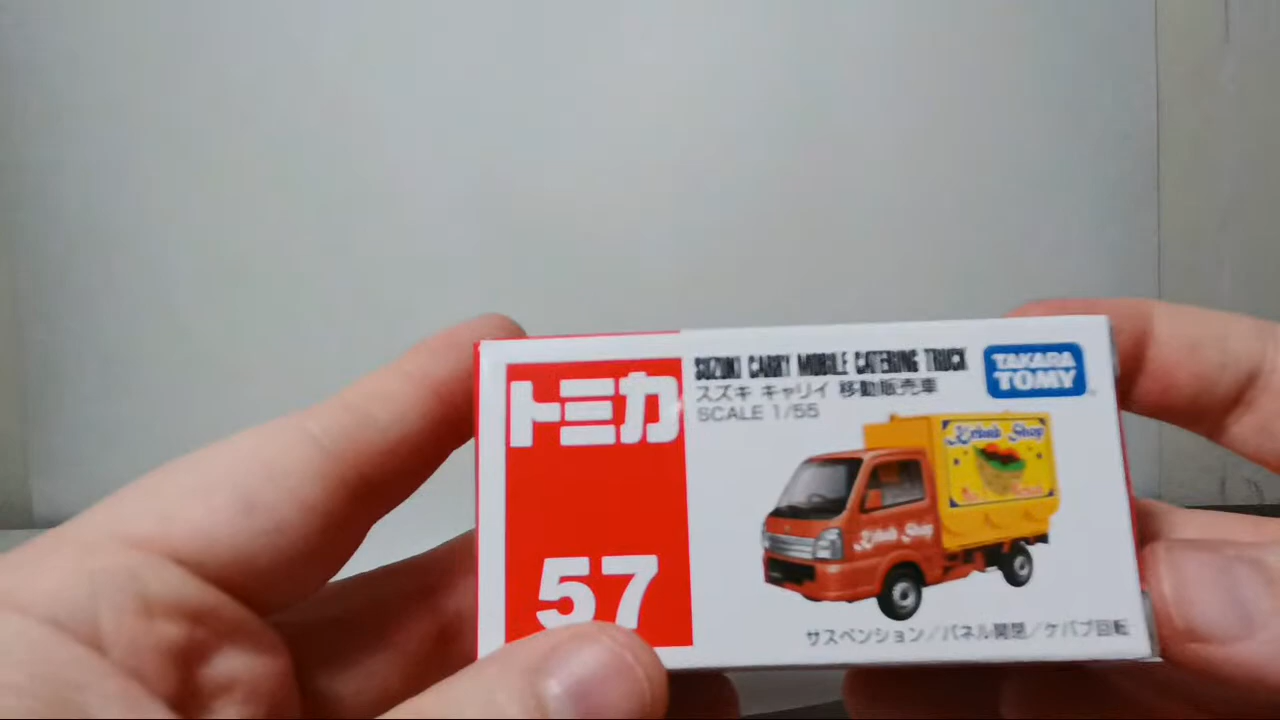 トミカ
57
SUZUKI CARRY MOBILE CATERING TRUCK
スズキ キャリイ 移動販売車
SCALE 1/55
TAKARA TOMY
Kebab Shop
Kebab Shop
サスペンション／パネル開閉／ケバブ回転